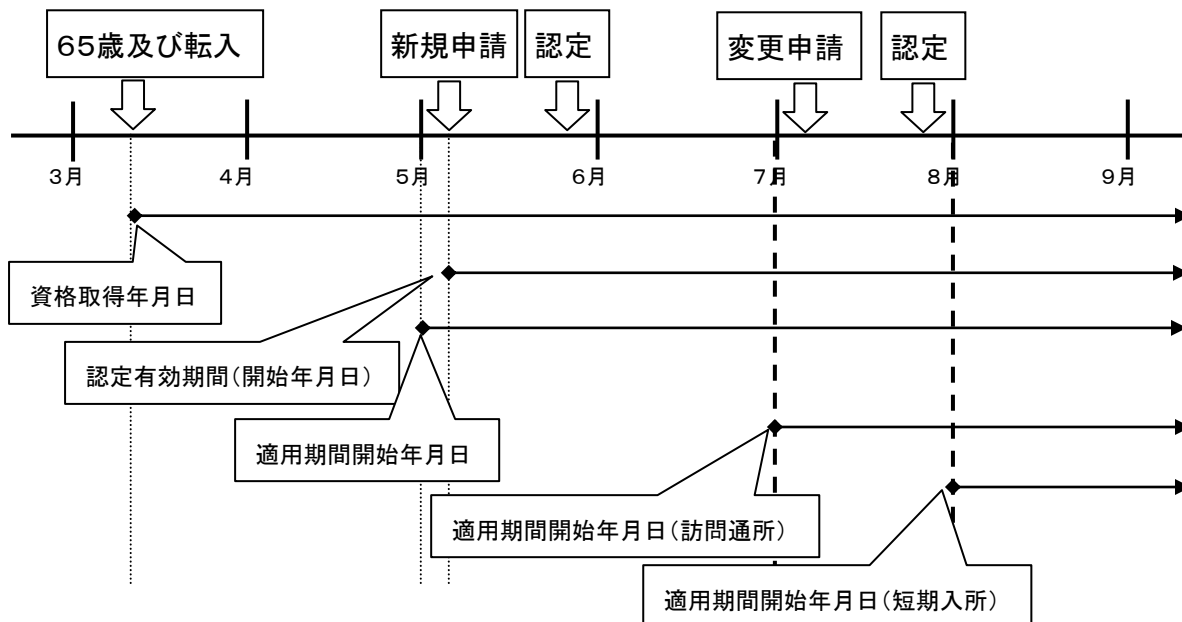 65歳及び転入
新規申請
認定
変更申請
認定
3月
4月
5月
6月
7月
8月
9月
資格取得年月日
認定有効期間(開始年月日)
適用期間開始年月日
適用期間開始年月日(訪問通所)
適用期間開始年月日(短期入所)